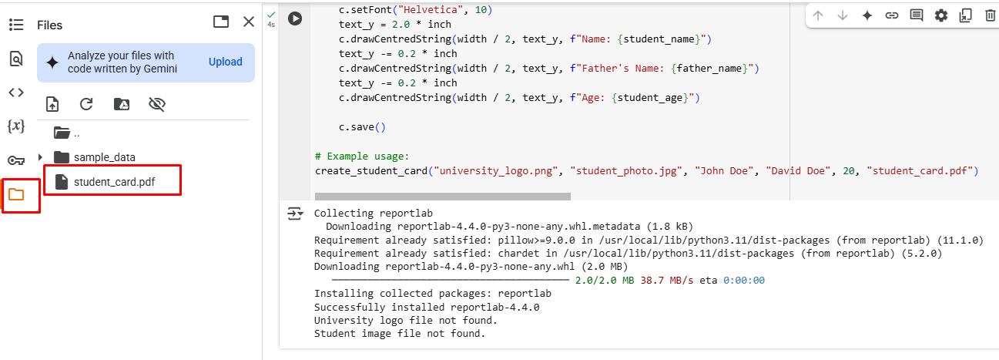 Files
Analyze your files with
code written by Gemini
Upload
{x}
..
sample_data
student_card.pdf
4s
c.setFont("Helvetica", 10)
text_y = 2.0 * inch
c.drawCentredString(width / 2, text_y, f"Name: {student_name}")
text_y -= 0.2 * inch
c.drawCentredString(width / 2, text_y, f"Father's Name: {father_name}")
text_y -= 0.2 * inch
c.drawCentredString(width / 2, text_y, f"Age: {student_age}")
c.save()
# Example usage:
create_student_card("university_logo.png", "student_photo.jpg", "John Doe", "David Doe", 20, "student_card.pdf")
Collecting reportlab
Downloading reportlab-4.4.0-py3-none-any.whl.metadata (1.8 kB)
Requirement already satisfied: pillow>=9.0.0 in /usr/local/lib/python3.11/dist-packages (from reportlab) (11.1.0)
Requirement already satisfied: chardet in /usr/local/lib/python3.11/dist-packages (from reportlab) (5.2.0)
Downloading reportlab-4.4.0-py3-none-any.whl (2.0 MB)
2.0/2.0 MB 38.7 MB/s eta 0:00:00
Installing collected packages: reportlab
Successfully installed reportlab-4.4.0
University logo file not found.
Student image file not found.